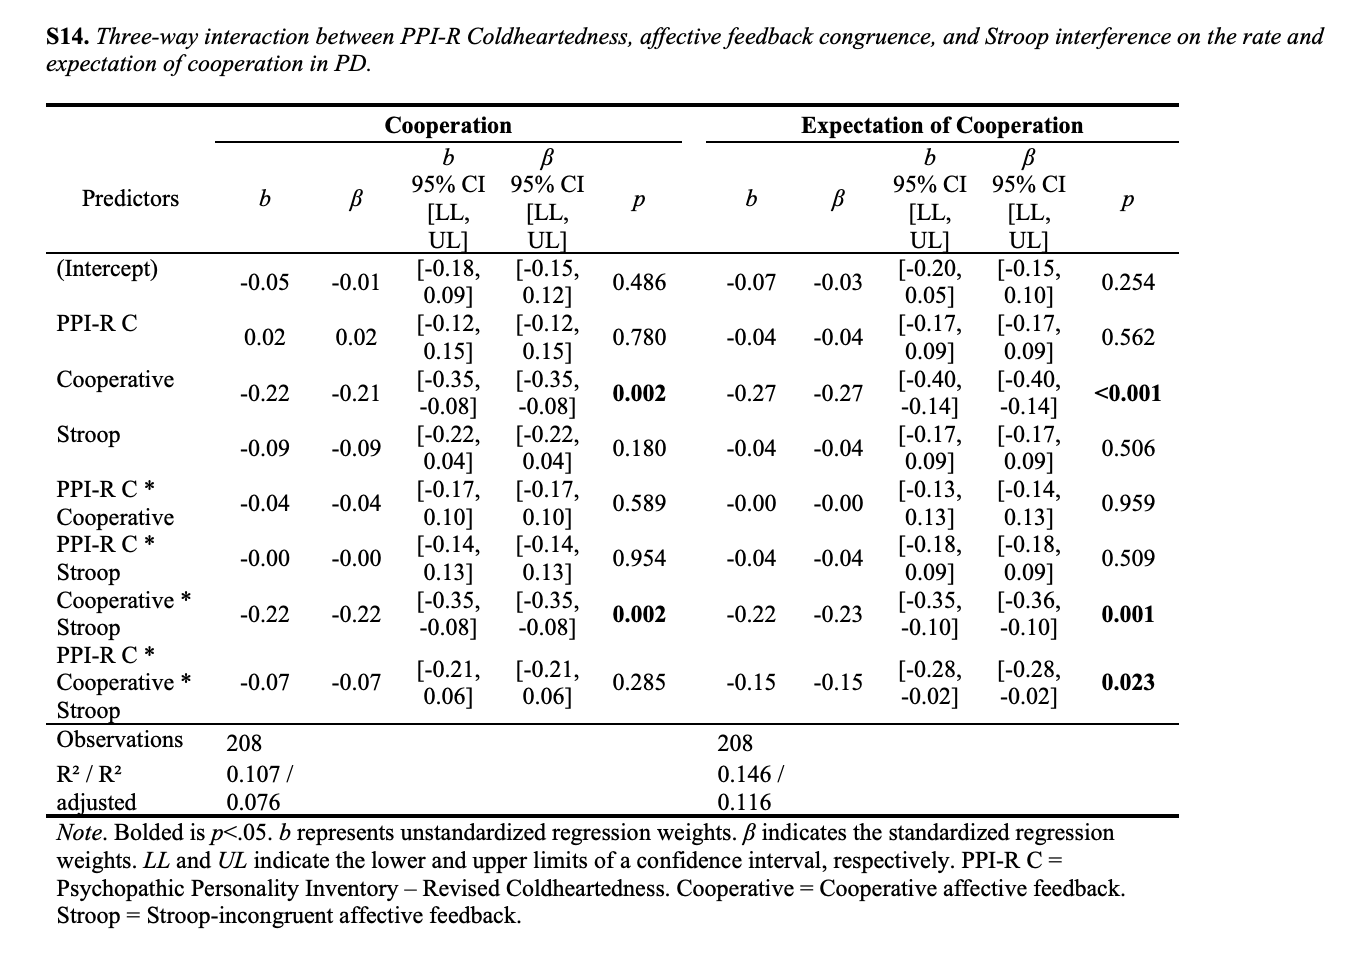 S14. Three-way interaction between PPI-R Coldheartedness, affective feedback congruence, and Stroop interference on the rate and
expectation of cooperation in PD.
Cooperation Expectation of Cooperation
b β b β
95% CI 95% CI 95% CI 95% CI
Predictors b β [LL, [LL, p b β [LL, [LL, p
UL] UL] UL] UL]
(Intercept) -0.05 -0.01 [-0.18, [-0.15, 0.486 -0.07 -0.03 [-0.20, [-0.15, 0.254
0.09] 0.12] 0.05] 0.10]
PPI-R C 0.02 0.02 [-0.12, [-0.12, 0.780 -0.04 -0.04 [-0.17, [-0.17, 0.562
0.15] 0.15] 0.09] 0.09]
Cooperative -0.22 -0.21 [-0.35, [-0.35, 0.002 -0.27 -0.27 [-0.40, [-0.40, <0.001
-0.08] -0.08] -0.14] -0.14]
Stroop -0.09 -0.09 [-0.22, [-0.22, 0.180 -0.04 -0.04 [-0.17, [-0.17, 0.506
0.04] 0.04] 0.09] 0.09]
PPI-R C * -0.04 -0.04 [-0.17, [-0.17, 0.589 -0.00 -0.00 [-0.13, [-0.14, 0.959
Cooperative 0.10] 0.10] 0.13] 0.13]
PPI-R C * -0.00 -0.00 [-0.14, [-0.14, 0.954 -0.04 -0.04 [-0.18, [-0.18, 0.509
Stroop 0.13] 0.13] 0.09] 0.09]
Cooperative * -0.22 -0.22 [-0.35, [-0.35, 0.002 -0.22 -0.23 [-0.35, [-0.36, 0.001
Stroop -0.08] -0.08] -0.10] -0.10]
PPI-R C *
Cooperative * -0.07 -0.07 [-0.21, [-0.21, 0.285 -0.15 -0.15 [-0.28, [-0.28, 0.023
Stroop 0.06] 0.06] -0.02] -0.02]
Observations 208 208
R² / R² 0.107 / 0.146 /
adjusted 0.076 0.116
Note. Bolded is p<.05. b represents unstandardized regression weights. β indicates the standardized regression
weights. LL and UL indicate the lower and upper limits of a confidence interval, respectively. PPI-R C =
Psychopathic Personality Inventory – Revised Coldheartedness. Cooperative = Cooperative affective feedback.
Stroop = Stroop-incongruent affective feedback.